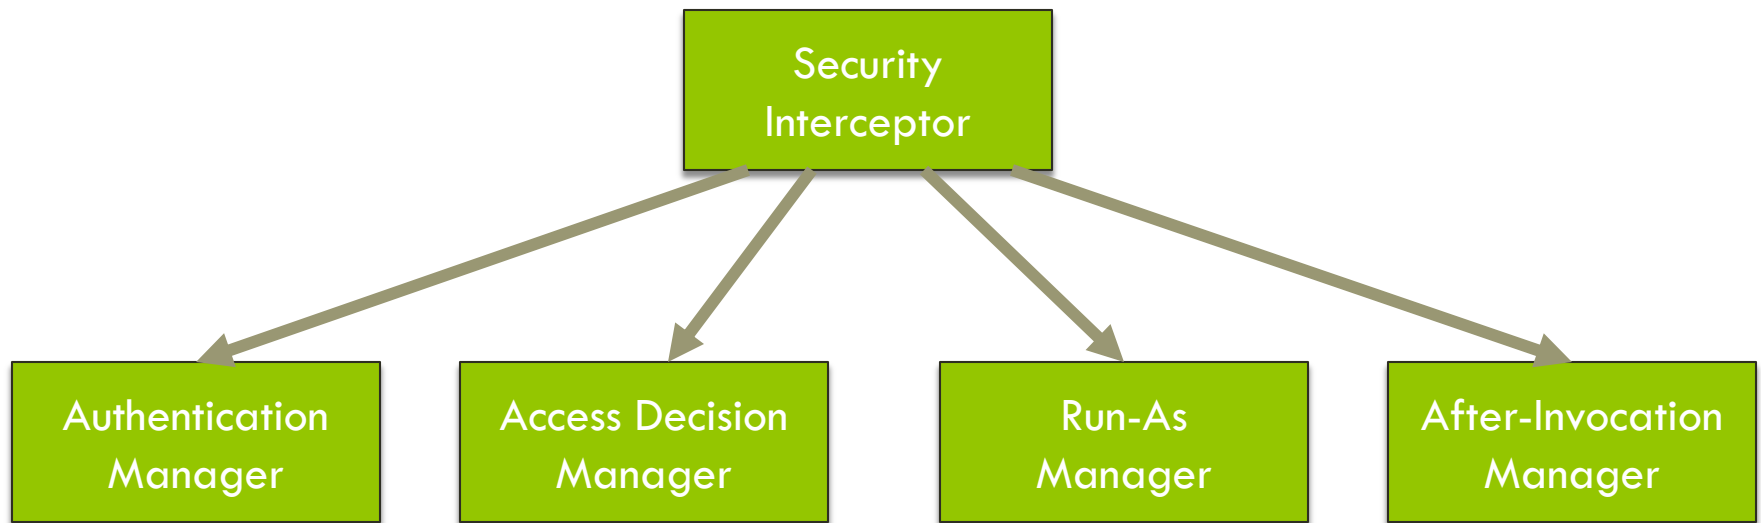 Security
Interceptor
Authentication
Manager
Access Decision
Manager
Run-As
Manager
After-Invocation
Manager